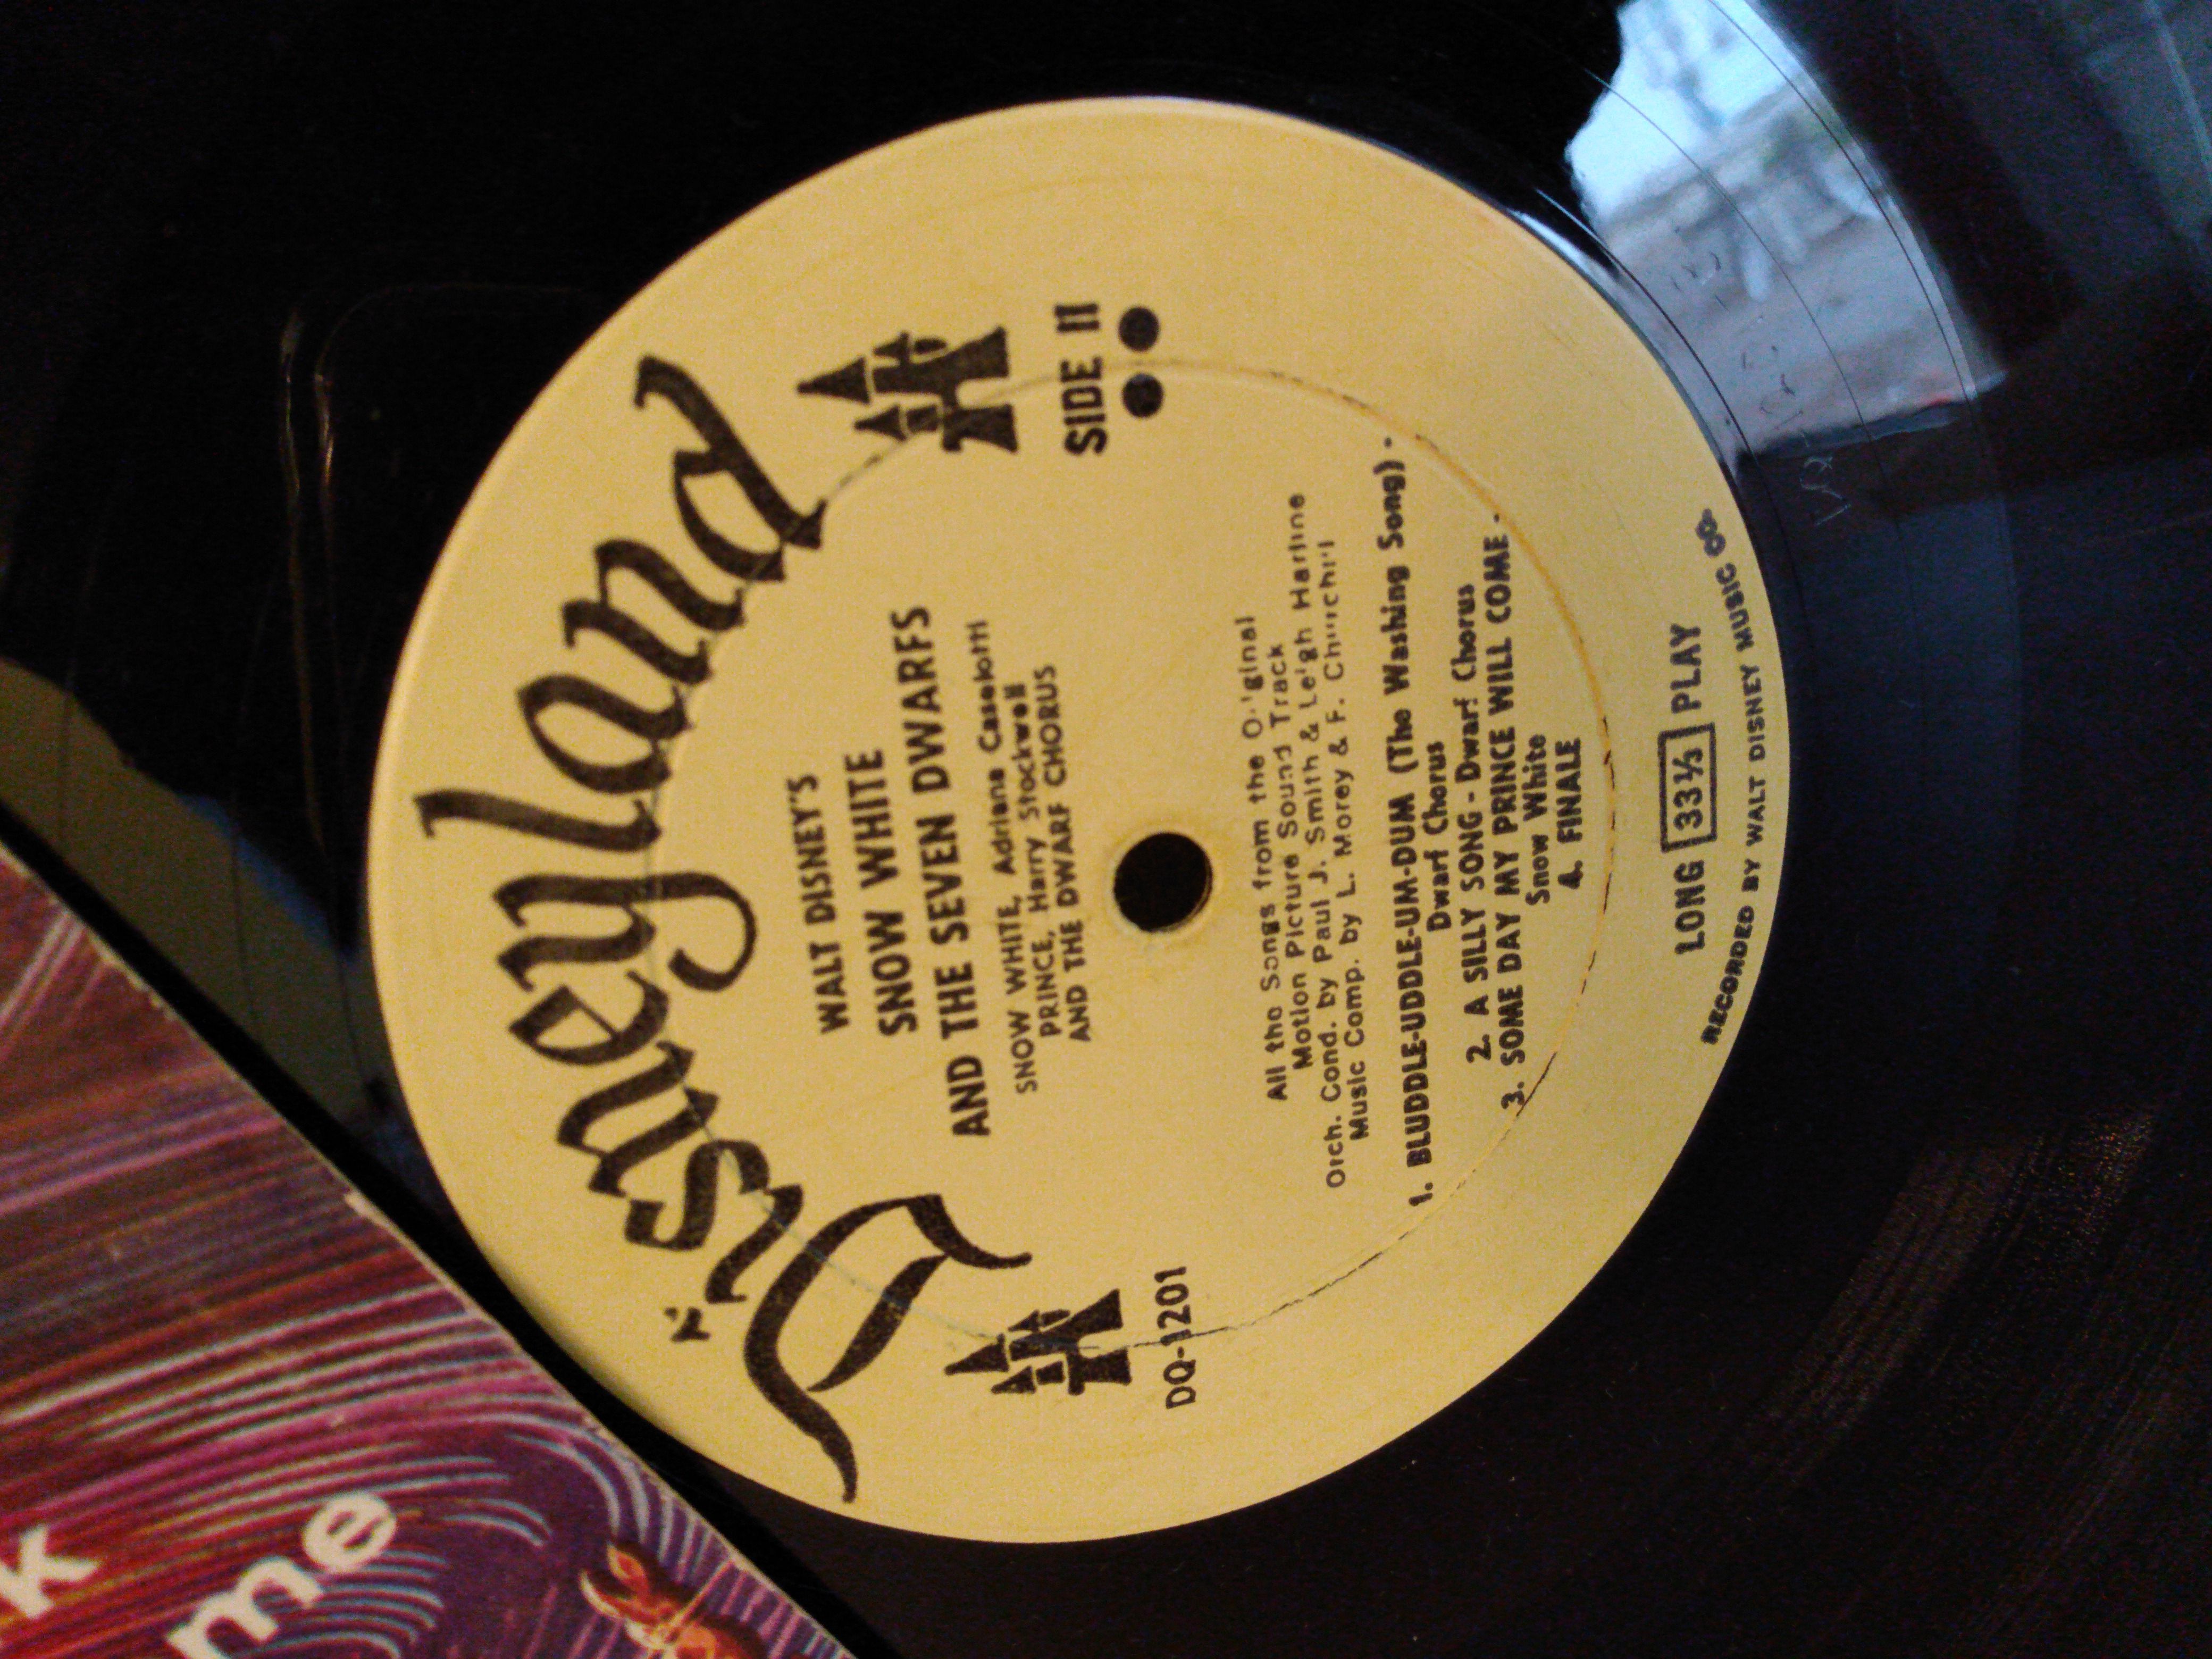 Disneyland
SIDE II
DQ-1201
WALT DISNEY'S
SNOW WHITE
AND THE SEVEN DWARFS
SNOW WHITE, Adriana Caselotti
PRINCE, Harry Stockwell
AND THE DWARF CHORUS
All the Songs from the Original
Motion Picture Sound Track
Orch. Cond. by Paul J. Smith & Leigh Harline
Music Comp. by L. Morey & F. Churchill
1. BLUDDLE-UDDLE-UM-DUM (The Washing Song) -
Dwarf Chorus
2. A SILLY SONG - Dwarf Chorus
3. SOME DAY MY PRINCE WILL COME -
Snow White
4. FINALE
LONG 33⅓ PLAY
RECORDED BY WALT DISNEY MUSIC CO.
k
me